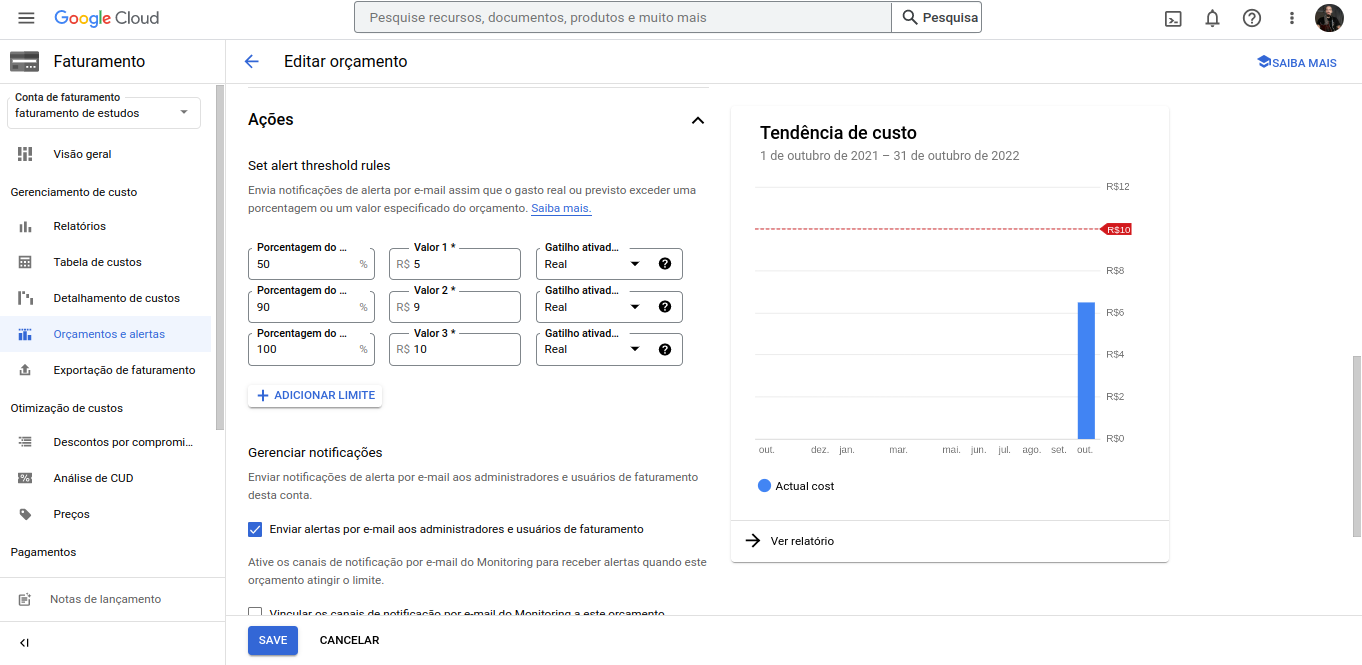 Google Cloud
Pesquise recursos, documentos, produtos e muito mais
Pesquisa
Faturamento
Editar orçamento
SAIBA MAIS
Conta de faturamento
faturamento de estudos
Visão geral
Gerenciamento de custo
Relatórios
Tabela de custos
Detalhamento de custos
Orçamentos e alertas
Exportação de faturamento
Otimização de custos
Descontos por compromi...
Análise de CUD
Preços
Pagamentos
Notas de lançamento
Ações
Set alert threshold rules
Envia notificações de alerta por e-mail assim que o gasto real ou previsto exceder uma
porcentagem ou um valor especificado do orçamento. Saiba mais.
Porcentagem do ... Valor 1 * Gatilho ativad...
50 % R$ 5 Real
Porcentagem do ... Valor 2 * Gatilho ativad...
90 % R$ 9 Real
Porcentagem do ... Valor 3 * Gatilho ativad...
100 % R$ 10 Real
ADICIONAR LIMITE
Gerenciar notificações
Enviar notificações de alerta por e-mail aos administradores e usuários de faturamento
desta conta.
Enviar alertas por e-mail aos administradores e usuários de faturamento
Ative os canais de notificação por e-mail do Monitoring para receber alertas quando este
orçamento atingir o limite.
Vincular os canais de notificação por e-mail do Monitoring a este orçamento
SAVE CANCELAR
Tendência de custo
1 de outubro de 2021 – 31 de outubro de 2022
R$12
R$10
R$8
R$6
R$4
R$2
R$0
out. dez. jan. mar. mai. jun. jul. ago. set. out.
Actual cost
Ver relatório